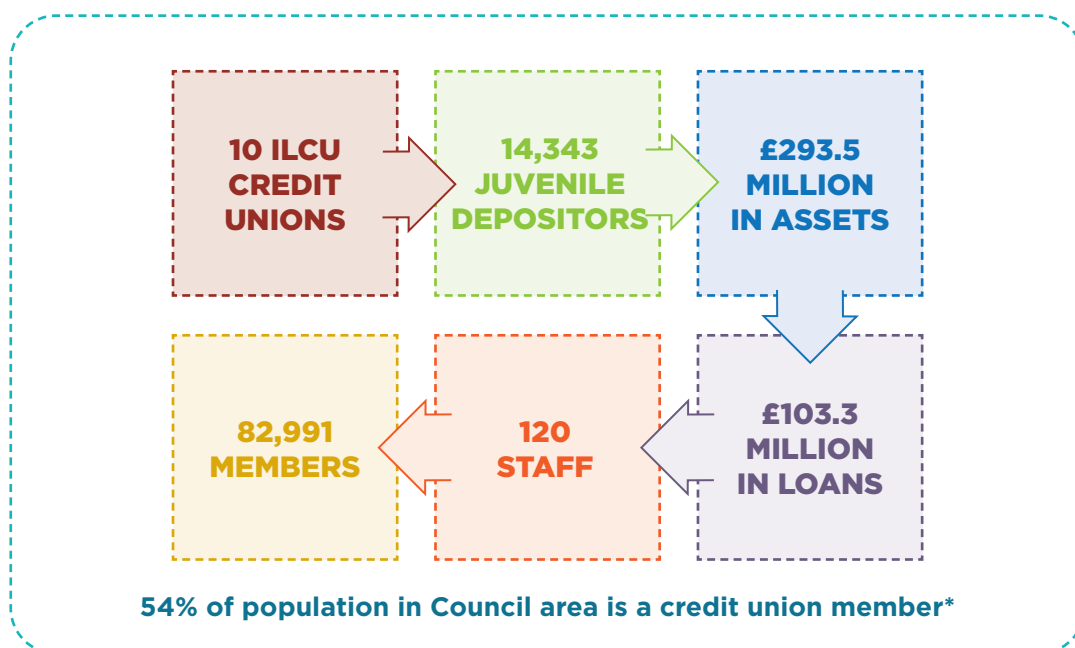 10 ILCU
CREDIT
UNIONS
14,343
JUVENILE
DEPOSITORS
£293.5
MILLION
IN ASSETS
£103.3
MILLION
IN LOANS
120
STAFF
82,991
MEMBERS
54% of population in Council area is a credit union member*